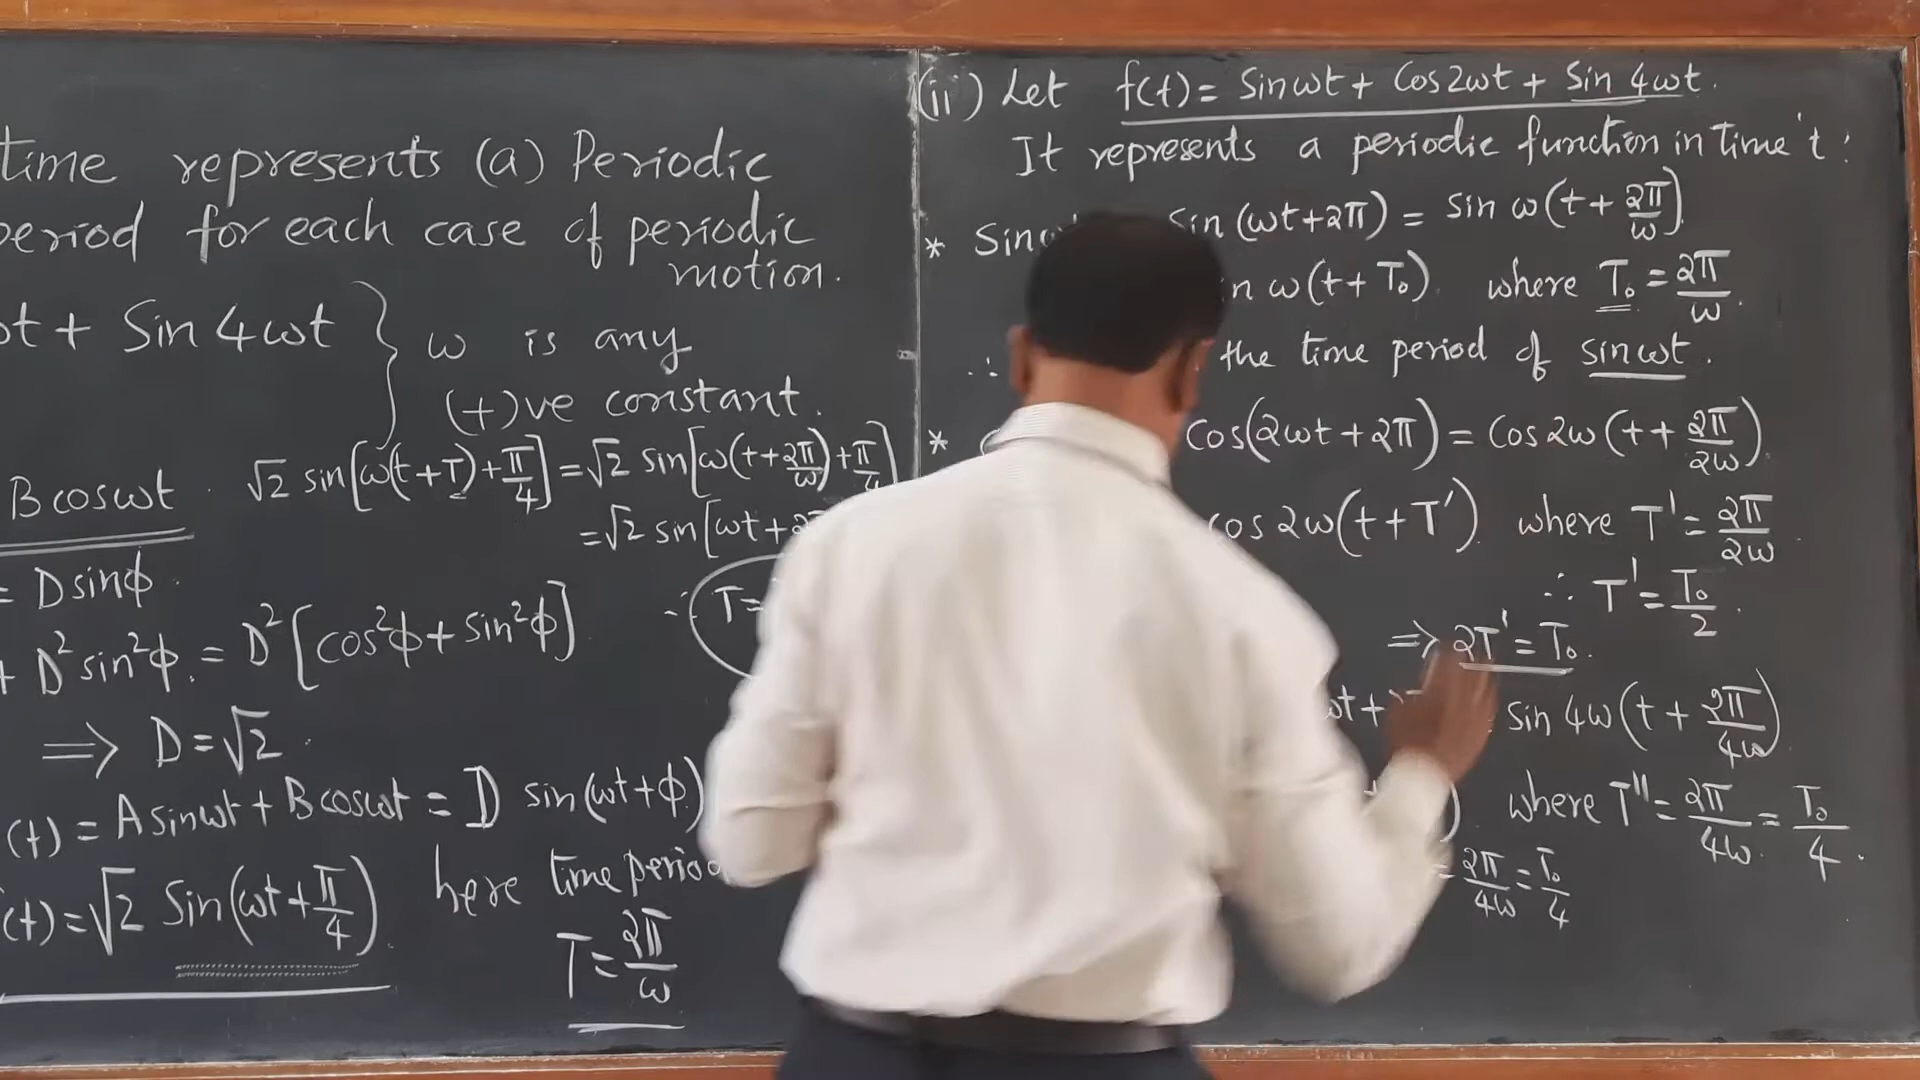 time represents (a) Periodic
period for each case of periodic
motion.
ωt + Sin 4ωt } ω is any
(+)ve constant.
B cosωt . √2 sin[ω(t+T)+π/4] = √2 sin[ω(t+2π/ω)+π/4]
= √2 sin[ωt+2
= D sinφ .
+ D² sin²φ. = D² [cos²φ + sin²φ]
∴ T=
⇒ D = √2 .
(t) = A sinωt + B cosωt = D sin(ωt+φ)
(t) = √2 Sin(ωt + π/4) . here time period
T = 2π/ω
(ii) Let f(t) = Sinωt + Cos2ωt + Sin 4ωt.
It represents a periodic function in Time 't'.
* Sinω Sin (ωt+2π) = sin ω(t + 2π/ω)
in ω(t+T₀) where T₀ = 2π/ω.
∴ the time period of sinωt .
* cos(2ωt + 2π) = Cos 2ω(t + 2π/2ω).
cos 2ω(t+T') where T' = 2π/2ω .
∴ T' = T₀/2 .
⇒ 2T' = T₀ .
ωt+ sin 4ω(t + 2π/4ω)
) where T'' = 2π/4ω = T₀/4 .
= 2π/4ω = T₀/4